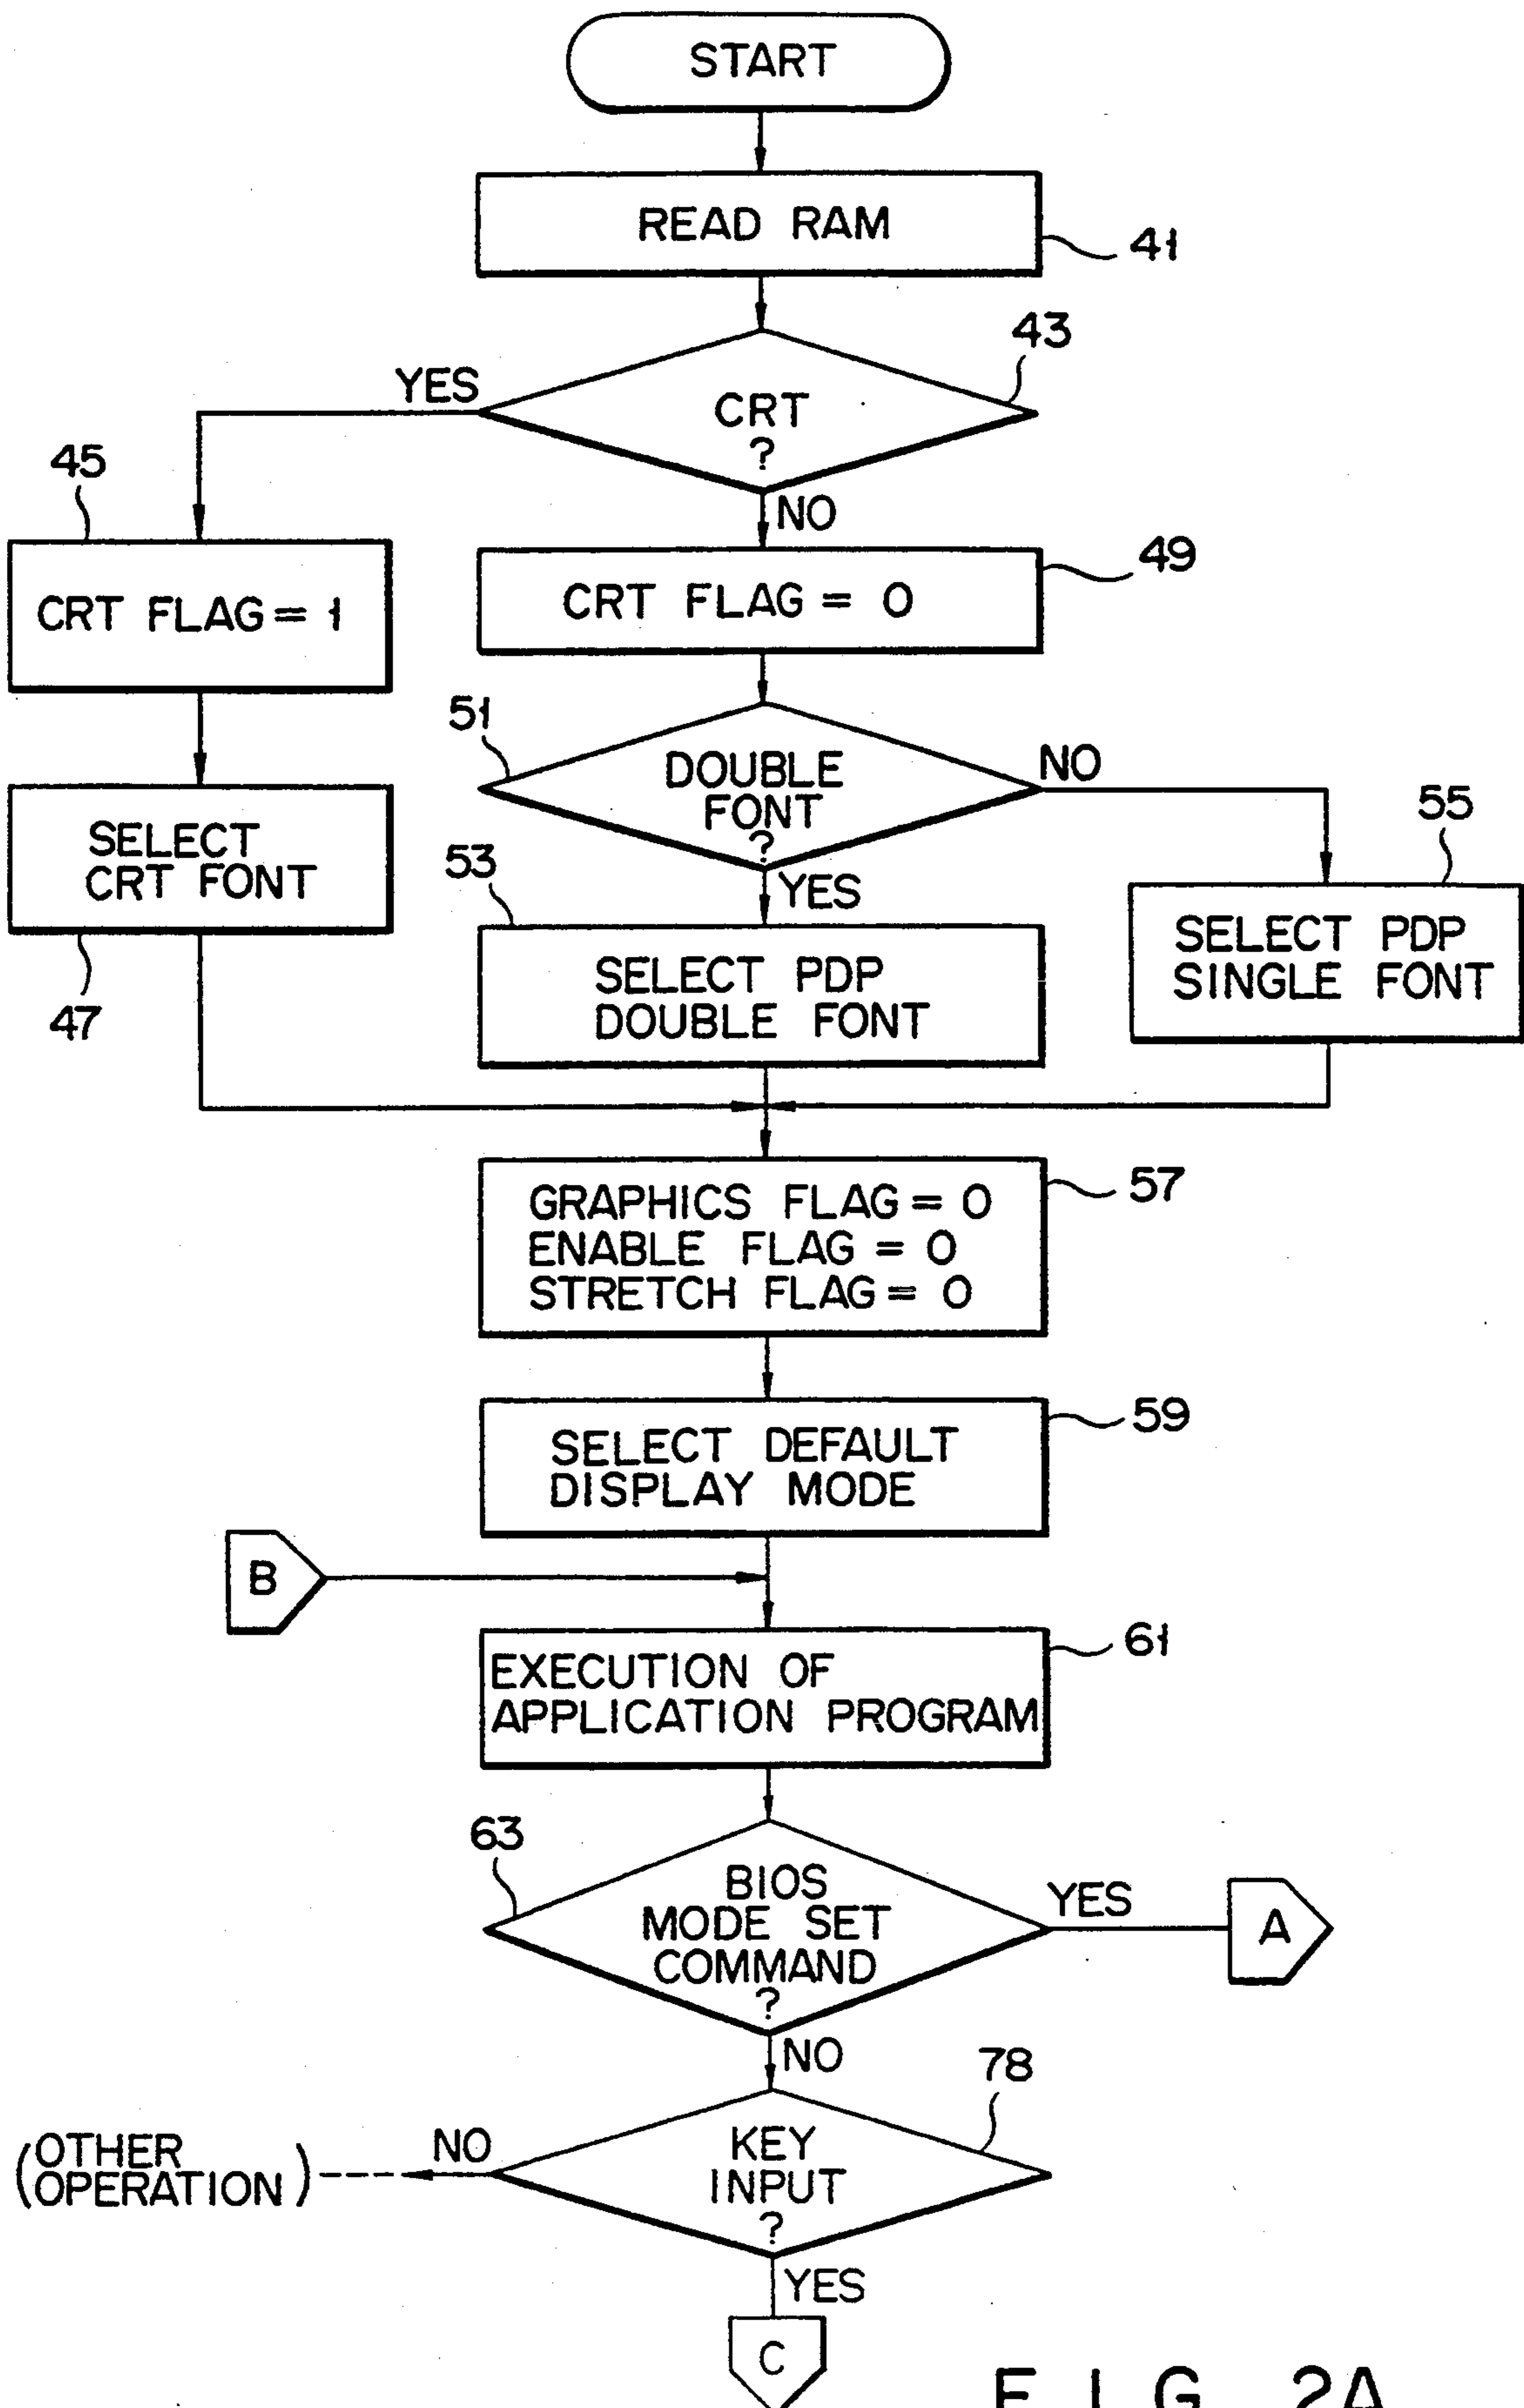 START
READ RAM
41
43
YES
CRT
?
NO
45
CRT FLAG = 1
49
CRT FLAG = 0
51
DOUBLE
FONT
?
NO
YES
SELECT
CRT FONT
47
53
SELECT PDP
DOUBLE FONT
55
SELECT PDP
SINGLE FONT
GRAPHICS FLAG = 0
ENABLE FLAG = 0
STRETCH FLAG = 0
57
SELECT DEFAULT
DISPLAY MODE
59
B
EXECUTION OF
APPLICATION PROGRAM
61
63
BIOS
MODE SET
COMMAND
?
YES
A
NO
78
KEY
INPUT
?
NO
(OTHER
OPERATION)
YES
C
FIG. 2A